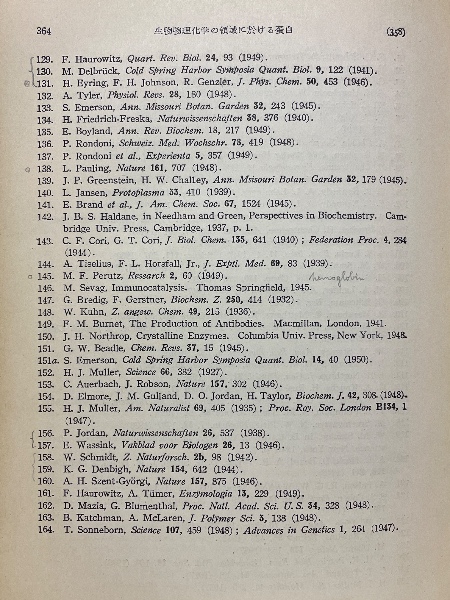 364 生物物理化学の領域に於ける蛋白 (358)
129. F. Haurowitz, Quart. Rev. Biol. 24, 93 (1949).
130. M. Delbrück, Cold Spring Harbor Symposia Quant. Biol. 9, 122 (1941).
131. H. Eyring, F. H. Johnson, R. Genzler, J. Phys. Chem. 50, 453 (1946).
132. A. Tyler, Physiol. Revs. 28, 180 (1948).
133. S. Emerson, Ann. Missouri Botan. Garden 32, 243 (1945).
134. H. Friedrich-Freska, Naturwissenschaften 38, 376 (1940).
135. E. Boyland, Ann. Rev. Biochem. 18, 217 (1949).
136. P. Rondoni, Schweiz. Med. Wochschr. 78, 419 (1948).
137. P. Rondoni et al., Experienta 5, 357 (1949).
138. L. Pauling, Nature 161, 707 (1948).
139. J. P. Greenstein, H. W. Challey, Ann. Msisouri Botan. Garden 32, 179 (1945).
140. L. Jansen, Protoplasma 33, 410 (1939).
141. E. Brand et al., J. Am. Chem. Soc. 67, 1524 (1945).
142. J. B. S. Haldane, in Needham and Green, Perspectives in Biochemistry. Cam-
bridge Univ. Press, Cambridge, 1937, p. 1.
143. C. F. Cori, G. T. Cori, J. Biol. Chem. 135, 641 (1940) ; Federation Proc. 4, 234
(1944).
144. A. Tiselius, F. L. Horsfall, Jr., J. Exptl. Med. 69, 83 (1939).
145. M. F. Perutz, Research 2, 60 (1949). hemoglobin
146. M. Sevag, Immunocatalysis. Thomas Springfield, 1945.
147. G. Bredig, F. Gerstner, Biochem. Z. 250, 414 (1932).
148. W. Kuhn, Z. angew. Chem. 49, 215 (1936).
149. F. M. Burnet, The Production of Antibodies. Macmillan, London, 1941.
150. J. H. Northrop, Crystalline Enzymes. Columbia Univ. Press, New York, 1948.
151. G. W. Beadle, Chem. Revs. 37, 15 (1945).
151a. S. Emerson, Cold Spring Harbor Symposia Quant. Biol. 14, 40 (1950).
152. H. J. Muller, Science 66, 382 (1927).
153. C. Auerbach, J. Robson, Nature 157, 302 (1946).
154. D. Elmore, J. M. Gulland, D. O. Jordan, H. Taylor, Biochem. J. 42, 308 (1948).
155. H. J. Muller, Am. Naturalist 69, 405 (1935) ; Proc. Roy. Soc. London B134, 1
(1947).
156. P. Jordan, Naturwissenschaften 26, 537 (1938).
157. E. Wassink, Vakblad voor Biologen 26, 13 (1946).
158. W. Schmidt, Z. Naturforsch. 2b, 98 (1942).
159. K. G. Denbigh, Nature 154, 642 (1944).
160. A. H. Szent-Györgi, Nature 157, 875 (1946).
161. F. Haurowitz, A. Tümer, Enzymologia 13, 229 (1949).
162. D. Mazia, G. Blumenthal, Proc. Natl. Acad. Sci. U. S. 34, 328 (1948).
163. B. Katchman, A. McLaren, J. Polymer Sci. 3, 138 (1948).
164. T. Sonneborn, Science 107, 459 (1948) ; Advances in Genetics 1, 264 (1947).